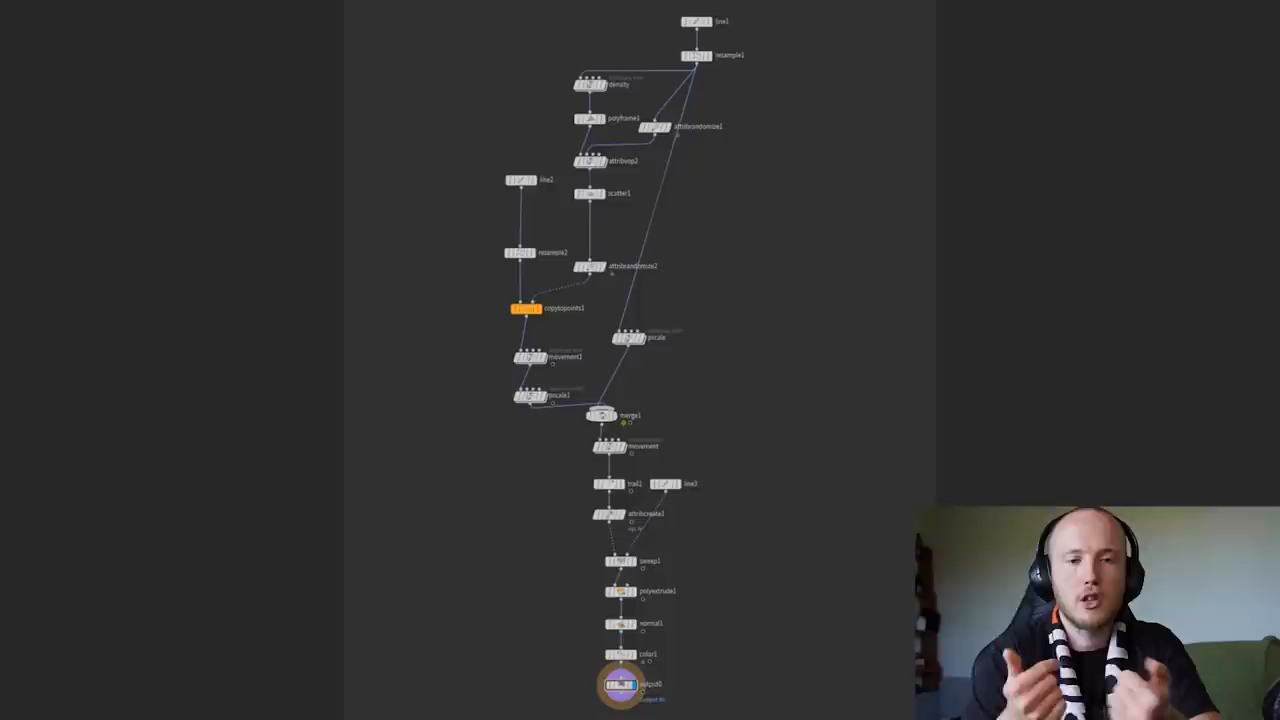 line1
resample1
density
polyframe1
attribrandomize1
attribvop2
line2
scatter1
resample2
attribrandomize2
copytopoints1
pscale
movement1
pscale1
merge1
movement
trail1
line3
attribcreate1
sweep1
polyextrude1
normal1
color1
output0